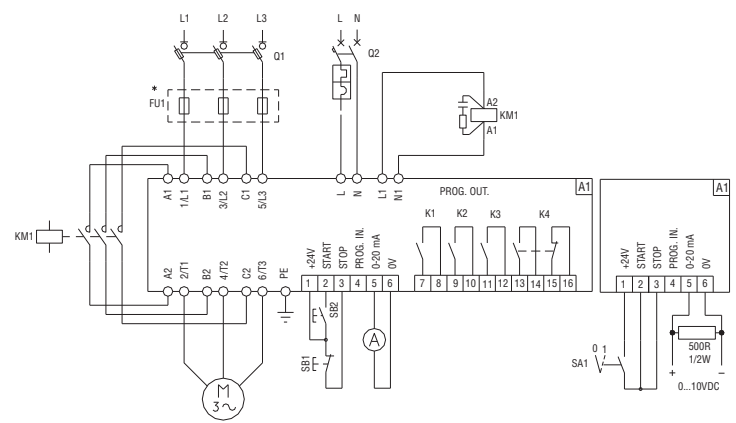 L1 L2 L3 L N
Q1 Q2
*
FU1
A2
KM1
A1
A1 1/L1 B1 3/L2 C1 5/L3 L N L1 N1
PROG. OUT.
A1
A1
K1 K2 K3 K4
KM1
A2 2/T1 B2 4/T2 C2 6/T3 PE
+24V START STOP PROG. IN. 0-20 mA 0V
1 2 3 4 5 6
7 8 9 10 11 12 13 14 15 16
+24V START STOP PROG. IN. 0-20 mA 0V
1 2 3 4 5 6
SB2
SB1
A
M
3~
SA1
0 1
500R
1/2W
+ –
0...10VDC